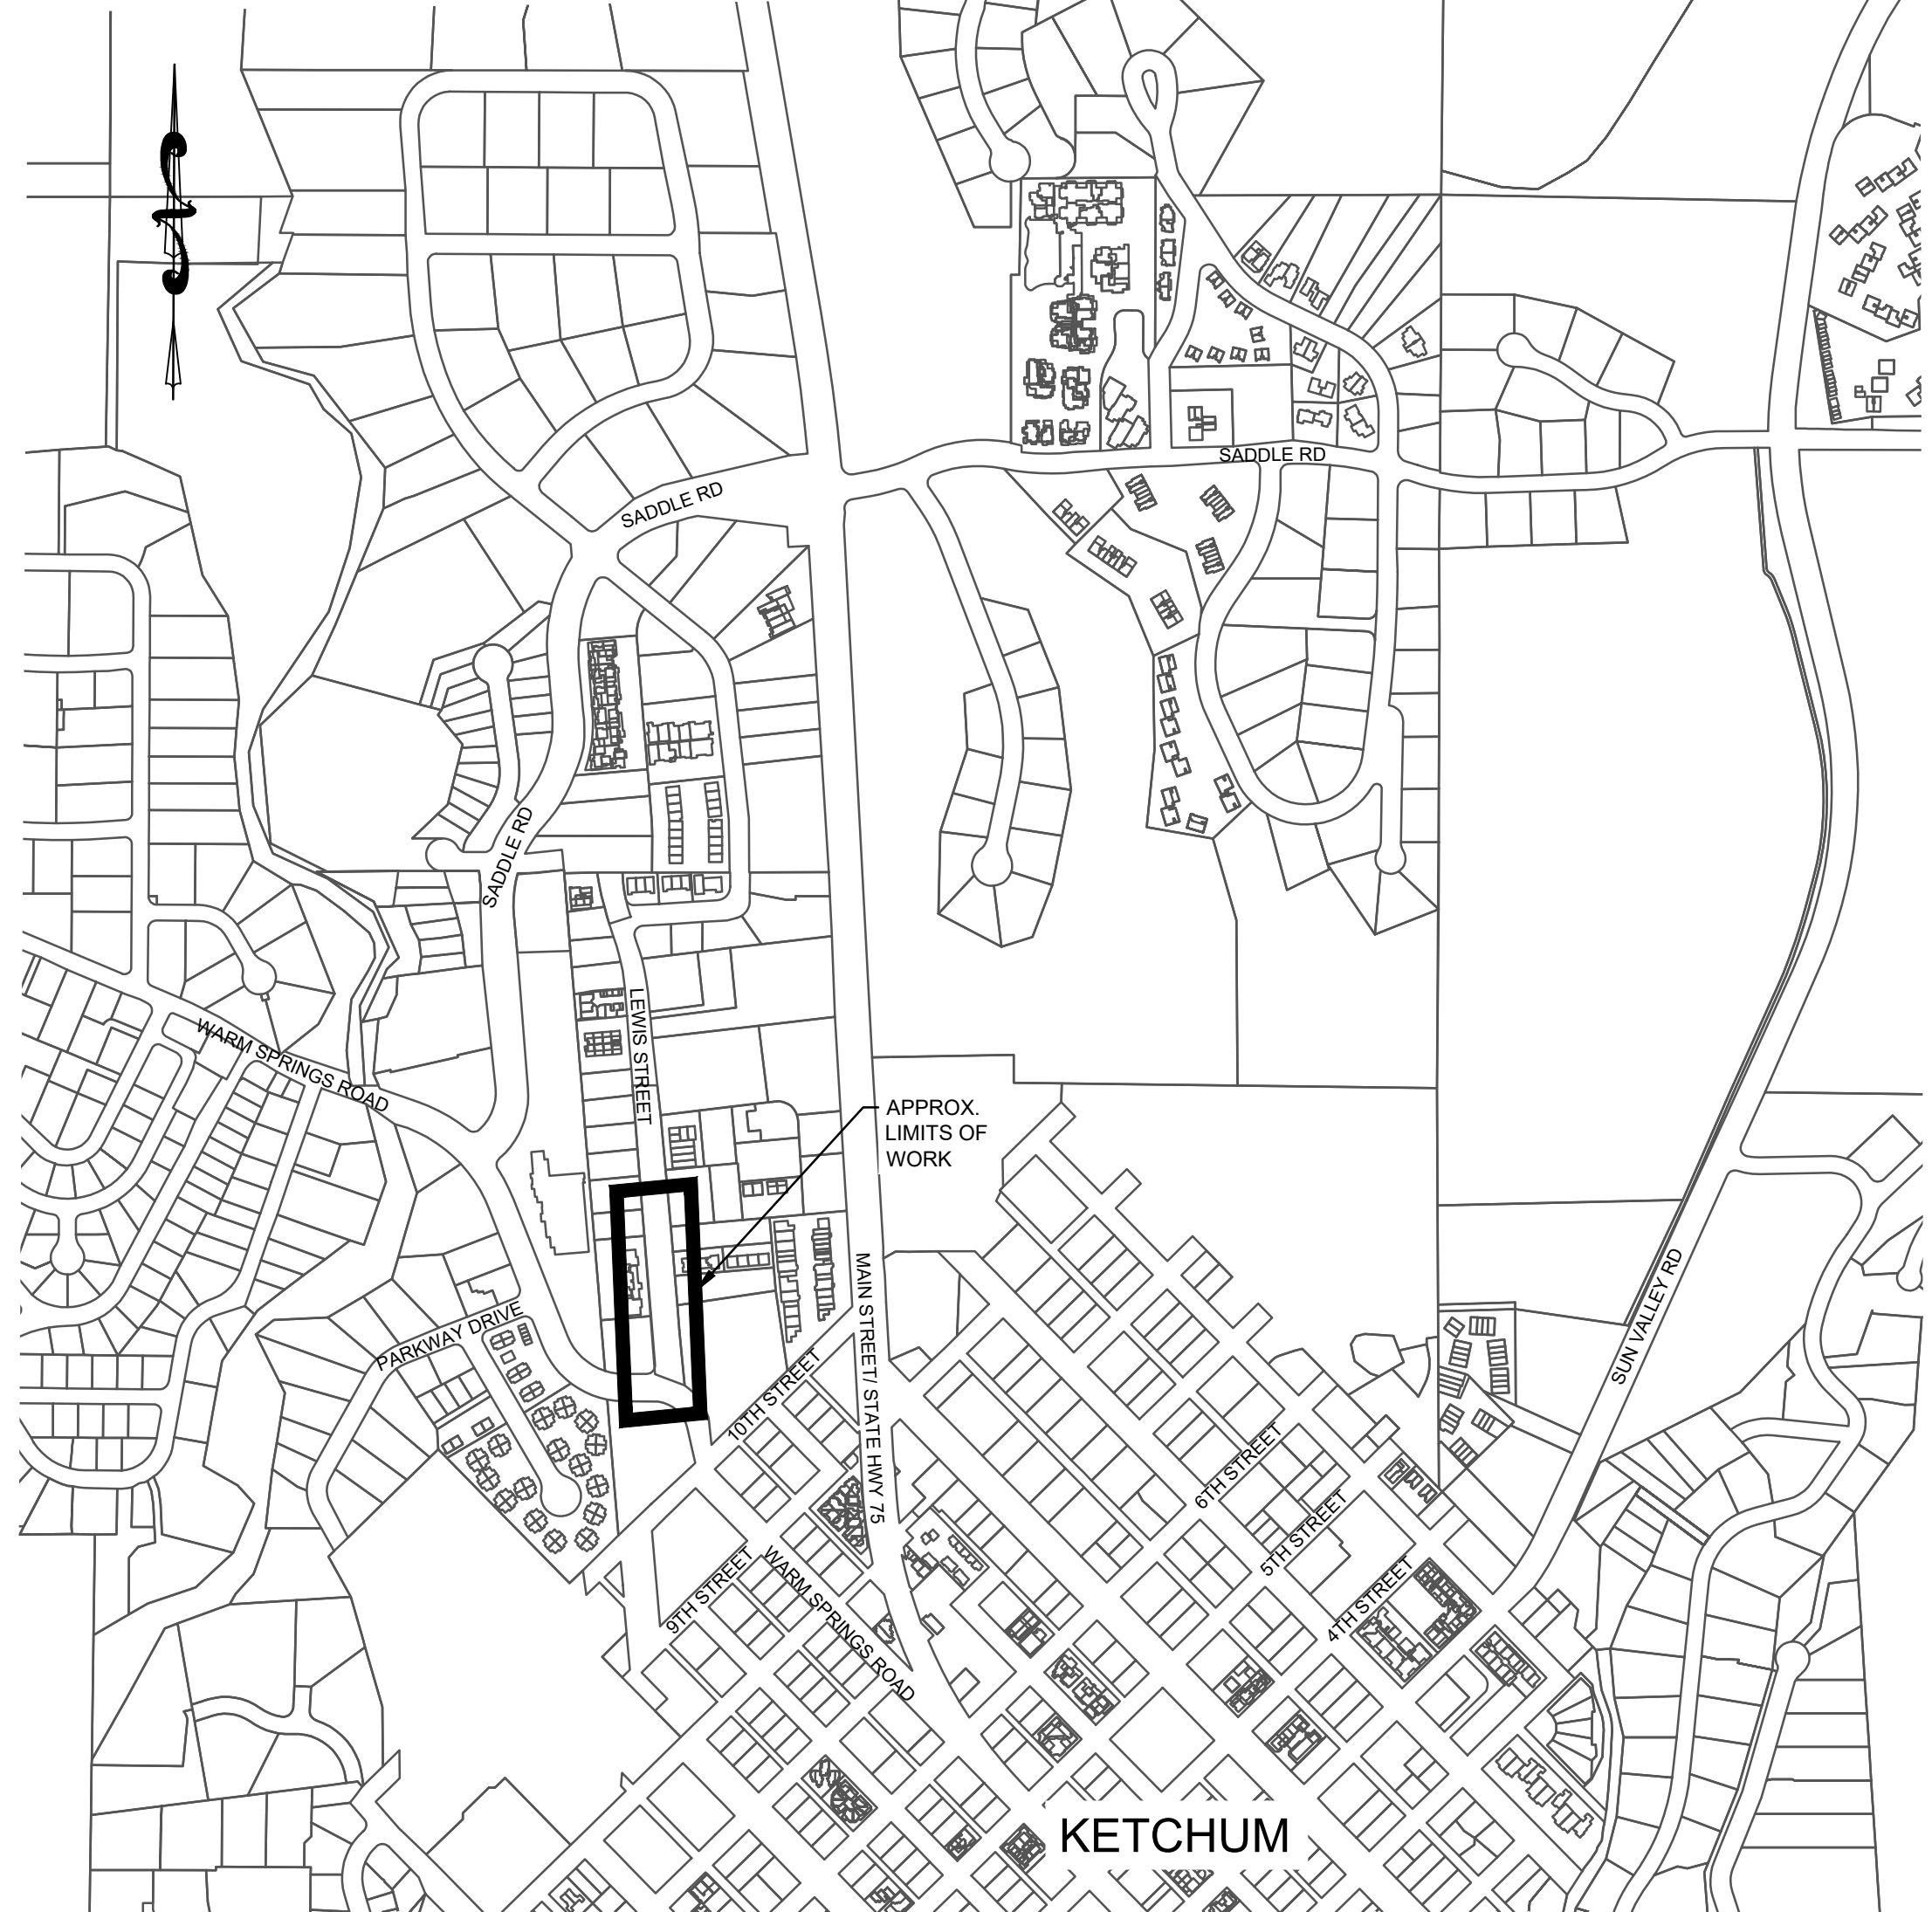 SADDLE RD
SADDLE RD
SADDLE RD
LEWIS STREET
WARM SPRINGS ROAD
APPROX.
LIMITS OF
WORK
MAIN STREET/ STATE HWY 75
SUN VALLEY RD
PARKWAY DRIVE
10TH STREET
6TH STREET
5TH STREET
4TH STREET
9TH STREET
WARM SPRINGS ROAD
KETCHUM